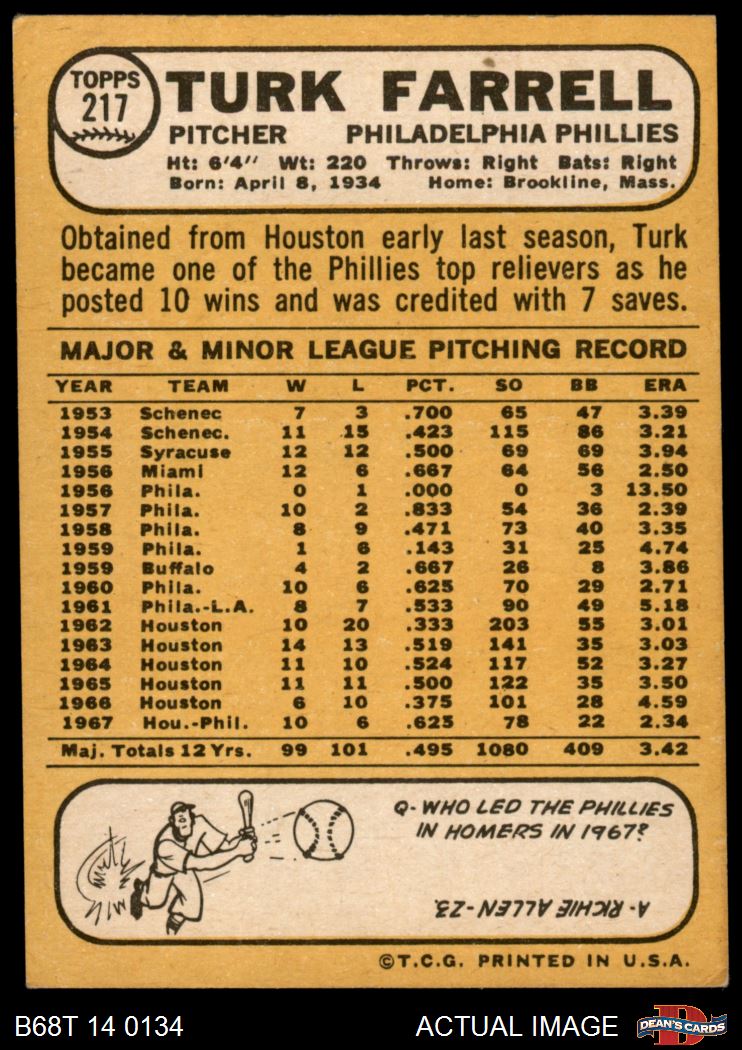 TOPPS
217
TURK FARRELL
PITCHER PHILADELPHIA PHILLIES
Ht: 6'4" Wt: 220 Throws: Right Bats: Right
Born: April 8, 1934 Home: Brookline, Mass.
Obtained from Houston early last season, Turk
became one of the Phillies top relievers as he
posted 10 wins and was credited with 7 saves.
MAJOR & MINOR LEAGUE PITCHING RECORD
YEAR TEAM W L PCT. SO BB ERA
1953 Schenec 7 3 .700 65 47 3.39
1954 Schenec. 11 15 .423 115 86 3.21
1955 Syracuse 12 12 .500 69 69 3.94
1956 Miami 12 6 .667 64 56 2.50
1956 Phila. 0 1 .000 0 3 13.50
1957 Phila. 10 2 .833 54 36 2.39
1958 Phila. 8 9 .471 73 40 3.35
1959 Phila. 1 6 .143 31 25 4.74
1959 Buffalo 4 2 .667 26 8 3.86
1960 Phila. 10 6 .625 70 29 2.71
1961 Phila.-L.A. 8 7 .533 90 49 5.18
1962 Houston 10 20 .333 203 55 3.01
1963 Houston 14 13 .519 141 35 3.03
1964 Houston 11 10 .524 117 52 3.27
1965 Houston 11 11 .500 122 35 3.50
1966 Houston 6 10 .375 101 28 4.59
1967 Hou.-Phil. 10 6 .625 78 22 2.34
Maj. Totals 12 Yrs. 99 101 .495 1080 409 3.42
Q- WHO LED THE PHILLIES
IN HOMERS IN 1967?
A- RICHIE ALLEN -23.
©T.C.G. PRINTED IN U.S.A.
B68T 14 0134 ACTUAL IMAGE DEAN'S CARDS